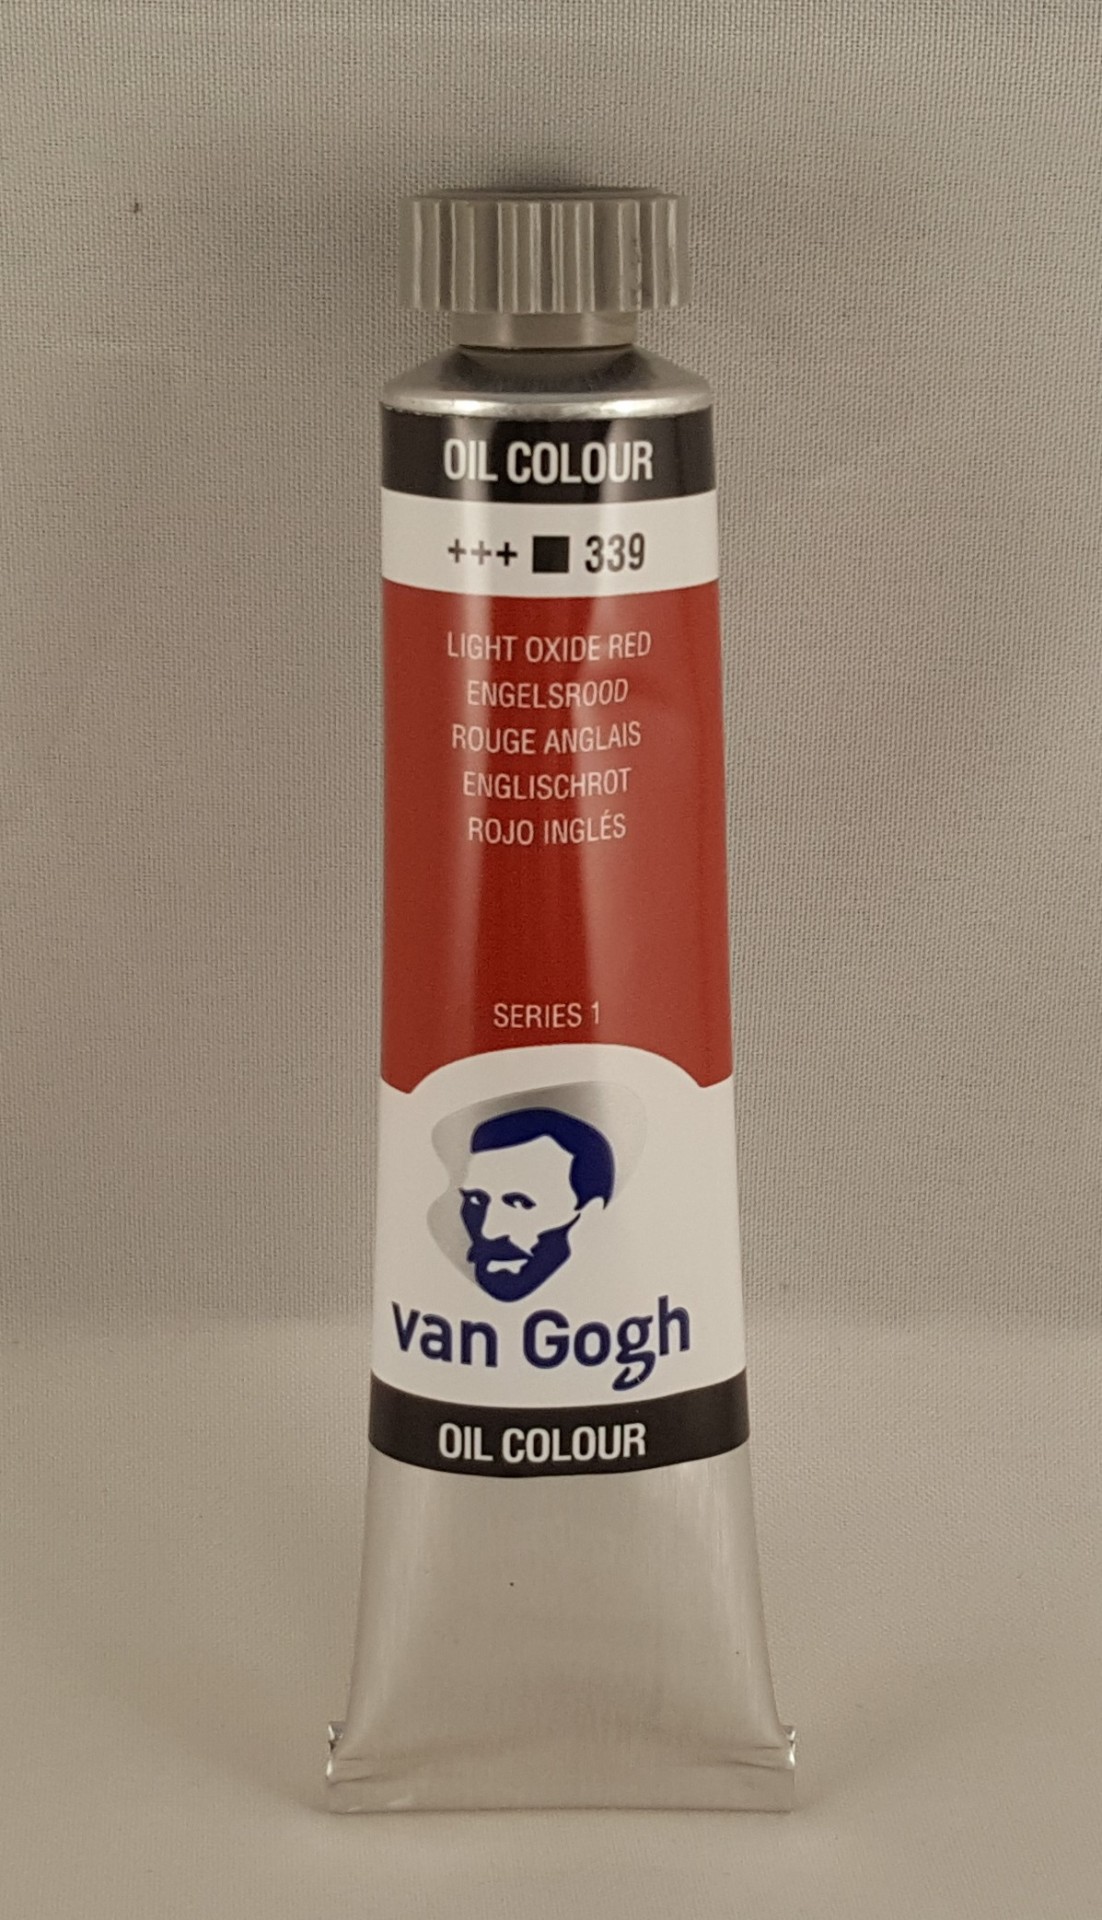 OIL COLOUR
+++ ■ 339
LIGHT OXIDE RED
ENGELSROOD
ROUGE ANGLAIS
ENGLISCHROT
ROJO INGLÉS
SERIES 1
van Gogh
OIL COLOUR